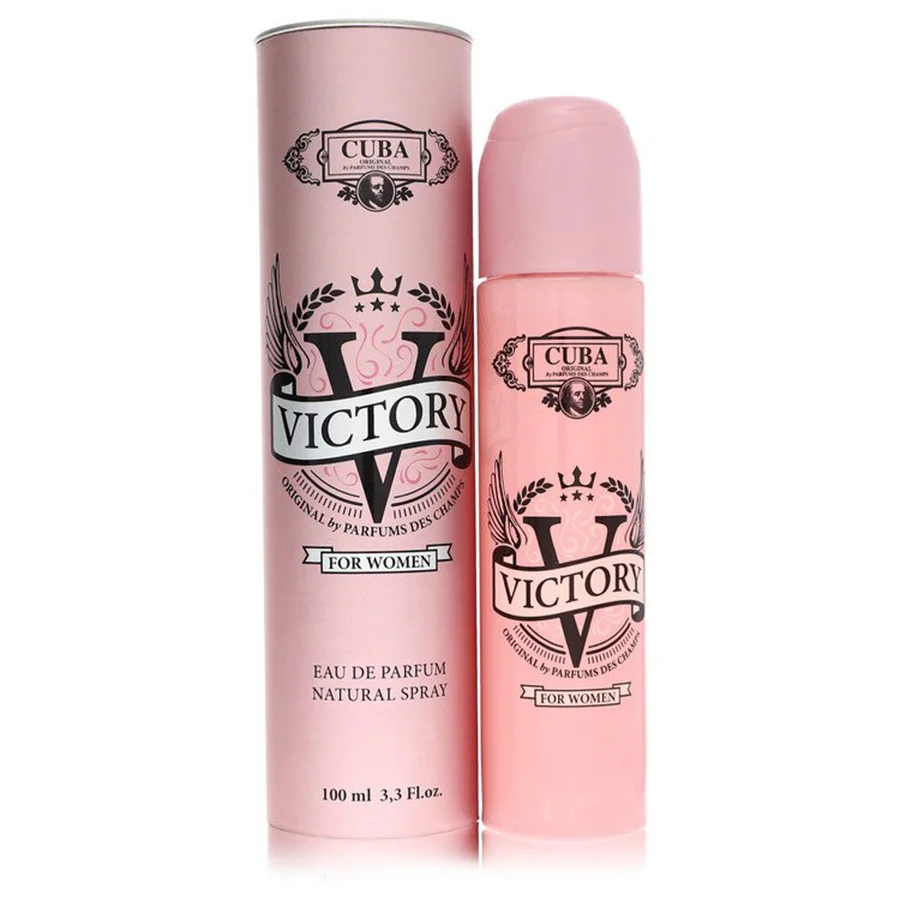 CUBA
ORIGINAL
by PARFUMS DES CHAMPS
V
VICTORY
ORIGINAL by PARFUMS DES CHAMPS
FOR WOMEN
EAU DE PARFUM
NATURAL SPRAY
100 ml 3,3 Fl.oz.
CUBA
ORIGINAL
By PARFUMS DES CHAMPS
V
VICTORY
ORIGINAL by PARFUMS DES CHAMPS
FOR WOMEN